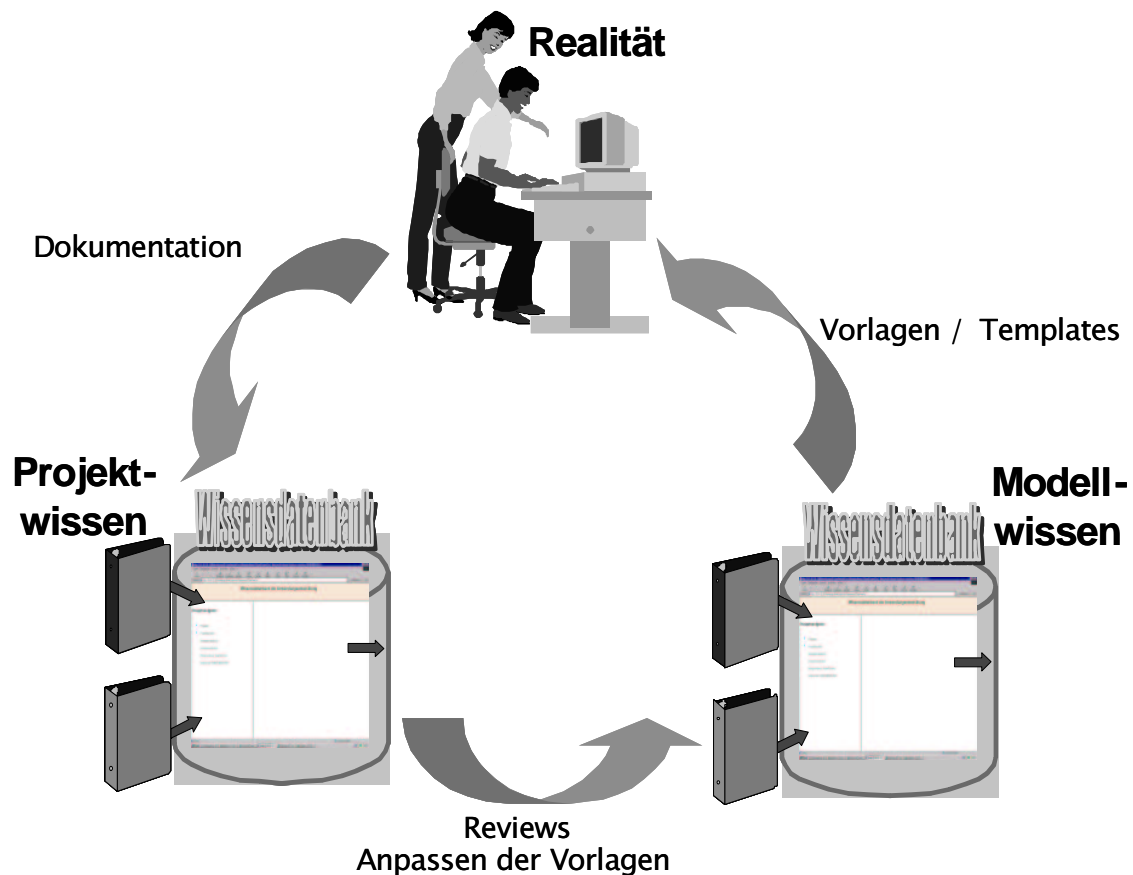 Realität
Dokumentation
Vorlagen / Templates
Projekt-
wissen
Wissensdatenbank
Modell-
wissen
Wissensdatenbank
Reviews
Anpassen der Vorlagen